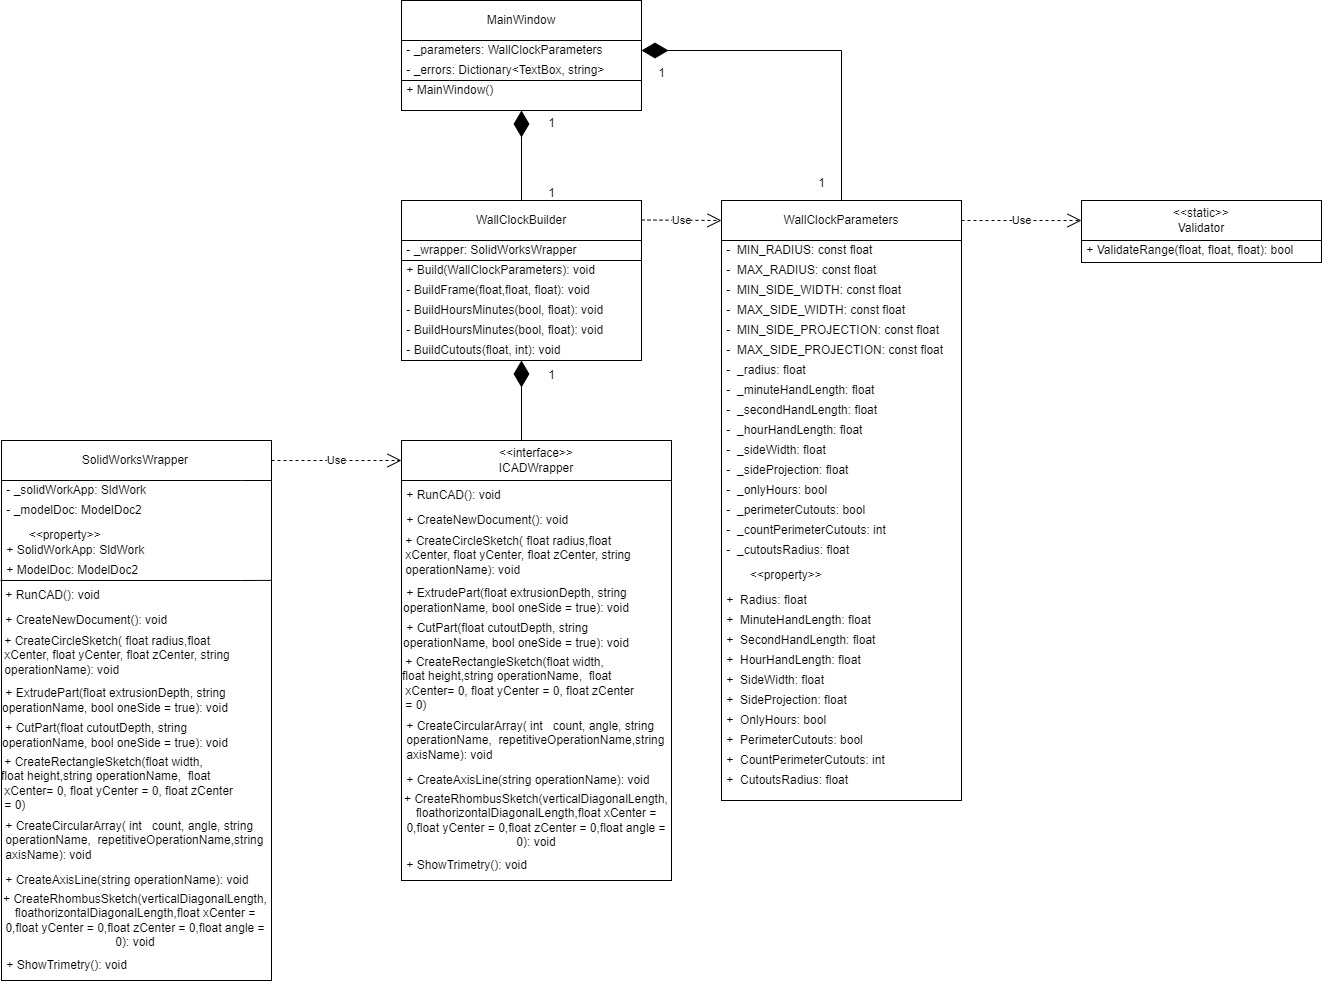 MainWindow
- _parameters: WallClockParameters
- _errors: Dictionary<TextBox, string>
+ MainWindow()
1
1
1
1
WallClockBuilder
- _wrapper: SolidWorksWrapper
+ Build(WallClockParameters): void
- BuildFrame(float,float, float): void
- BuildHoursMinutes(bool, float): void
- BuildHoursMinutes(bool, float): void
- BuildCutouts(float, int): void
Use
WallClockParameters
- MIN_RADIUS: const float
- MAX_RADIUS: const float
- MIN_SIDE_WIDTH: const float
- MAX_SIDE_WIDTH: const float
- MIN_SIDE_PROJECTION: const float
- MAX_SIDE_PROJECTION: const float
- _radius: float
- _minuteHandLength: float
- _secondHandLength: float
- _hourHandLength: float
- _sideWidth: float
- _sideProjection: float
- _onlyHours: bool
- _perimeterCutouts: bool
- _countPerimeterCutouts: int
- _cutoutsRadius: float
<<property>>
+ Radius: float
+ MinuteHandLength: float
+ SecondHandLength: float
+ HourHandLength: float
+ SideWidth: float
+ SideProjection: float
+ OnlyHours: bool
+ PerimeterCutouts: bool
+ CountPerimeterCutouts: int
+ CutoutsRadius: float
Use
<<static>>
Validator
+ ValidateRange(float, float, float): bool
1
SolidWorksWrapper
- _solidWorkApp: SldWork
- _modelDoc: ModelDoc2
<<property>>
+ SolidWorkApp: SldWork
+ ModelDoc: ModelDoc2
+ RunCAD(): void
+ CreateNewDocument(): void
+ CreateCircleSketch( float radius,float
xCenter, float yCenter, float zCenter, string
operationName): void
+ ExtrudePart(float extrusionDepth, string
operationName, bool oneSide = true): void
+ CutPart(float cutoutDepth, string
operationName, bool oneSide = true): void
+ CreateRectangleSketch(float width,
float height,string operationName, float
xCenter= 0, float yCenter = 0, float zCenter
= 0)
+ CreateCircularArray( int count, angle, string
operationName, repetitiveOperationName,string
axisName): void
+ CreateAxisLine(string operationName): void
+ CreateRhombusSketch(verticalDiagonalLength,
floathorizontalDiagonalLength,float xCenter =
0,float yCenter = 0,float zCenter = 0,float angle =
0): void
+ ShowTrimetry(): void
Use
<<interface>>
ICADWrapper
+ RunCAD(): void
+ CreateNewDocument(): void
+ CreateCircleSketch( float radius,float
xCenter, float yCenter, float zCenter, string
operationName): void
+ ExtrudePart(float extrusionDepth, string
operationName, bool oneSide = true): void
+ CutPart(float cutoutDepth, string
operationName, bool oneSide = true): void
+ CreateRectangleSketch(float width,
float height,string operationName, float
xCenter= 0, float yCenter = 0, float zCenter
= 0)
+ CreateCircularArray( int count, angle, string
operationName, repetitiveOperationName,string
axisName): void
+ CreateAxisLine(string operationName): void
+ CreateRhombusSketch(verticalDiagonalLength,
floathorizontalDiagonalLength,float xCenter =
0,float yCenter = 0,float zCenter = 0,float angle =
0): void
+ ShowTrimetry(): void